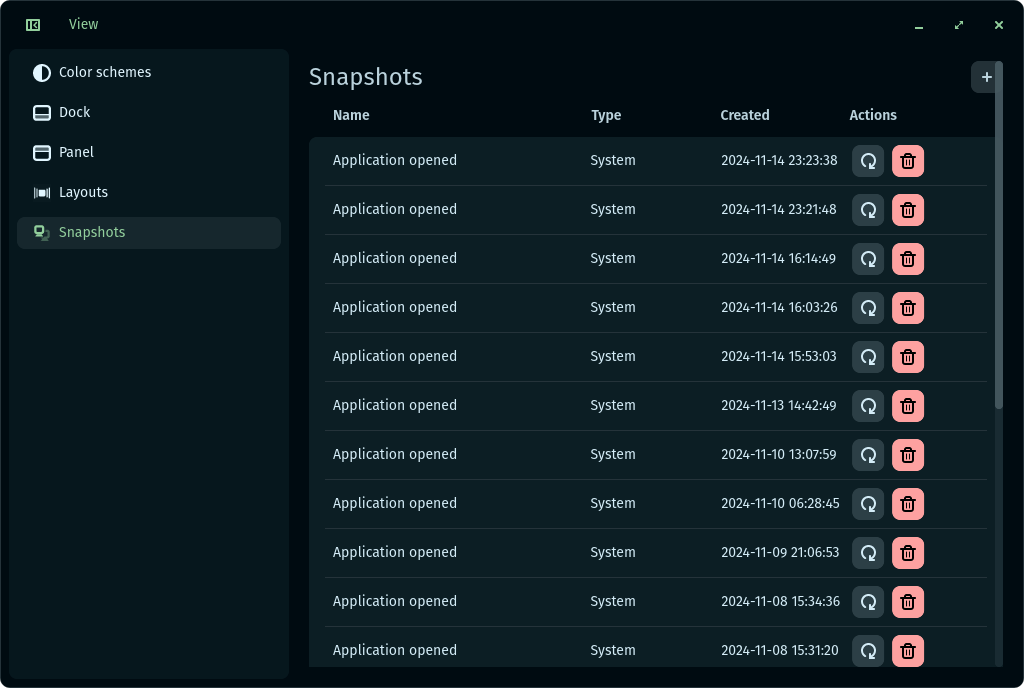 View
Color schemes
Dock
Panel
Layouts
Snapshots
Snapshots
+
Name Type Created Actions
Application opened System 2024-11-14 23:23:38
Application opened System 2024-11-14 23:21:48
Application opened System 2024-11-14 16:14:49
Application opened System 2024-11-14 16:03:26
Application opened System 2024-11-14 15:53:03
Application opened System 2024-11-13 14:42:49
Application opened System 2024-11-10 13:07:59
Application opened System 2024-11-10 06:28:45
Application opened System 2024-11-09 21:06:53
Application opened System 2024-11-08 15:34:36
Application opened System 2024-11-08 15:31:20